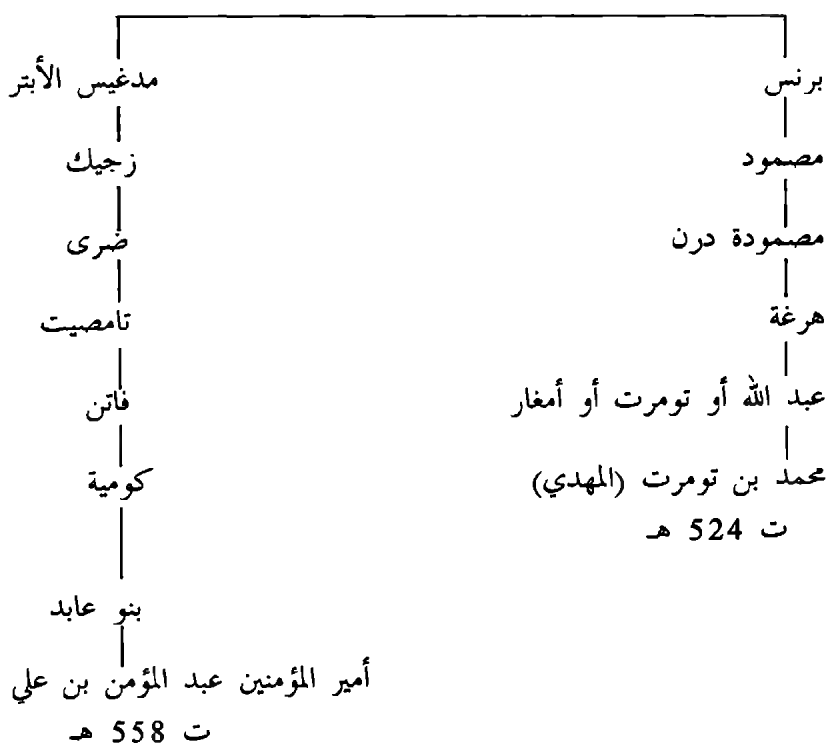 برنس
مصمود
مصمودة درن
هرغة
عبد الله أو تومرت أو أمغار
محمد بن تومرت (المهدي)
ت 524 هـ
مدغيس الأبتر
زجيك
ضرى
تامصيت
فاتن
كومية
بنو عابد
أمير المؤمنين عبد المؤمن بن علي
ت 558 هـ